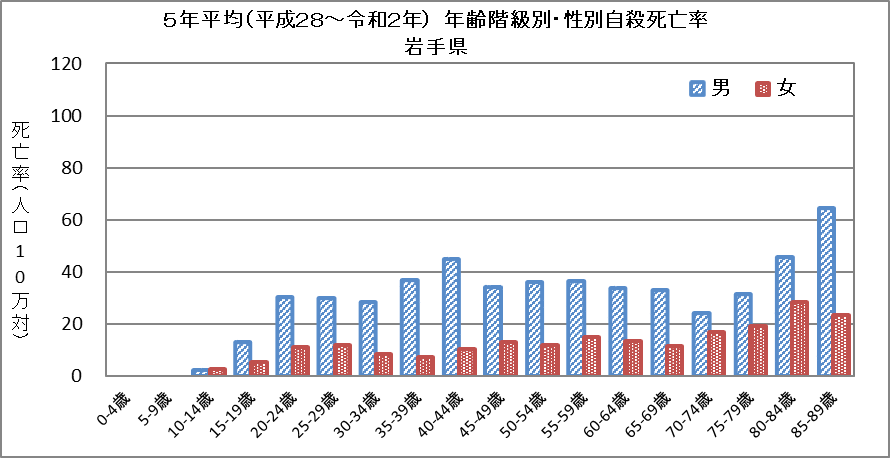 ５年平均(平成２８～令和２年) 年齢階級別・性別自殺死亡率
岩手県
男 女
死亡率(人口10万対)
120
100
80
60
40
20
0
0-4歳
5-9歳
10-14歳
15-19歳
20-24歳
25-29歳
30-34歳
35-39歳
40-44歳
45-49歳
50-54歳
55-59歳
60-64歳
65-69歳
70-74歳
75-79歳
80-84歳
85-89歳